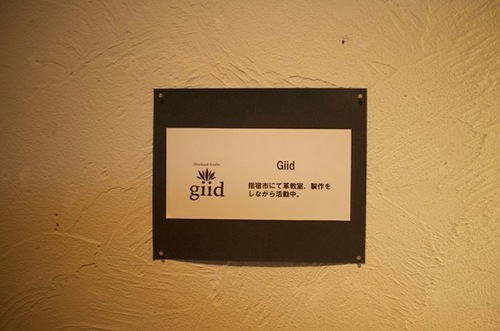 Handmade Leather
giid
Giid
指宿市にて革教室、製作を
しながら活動中。